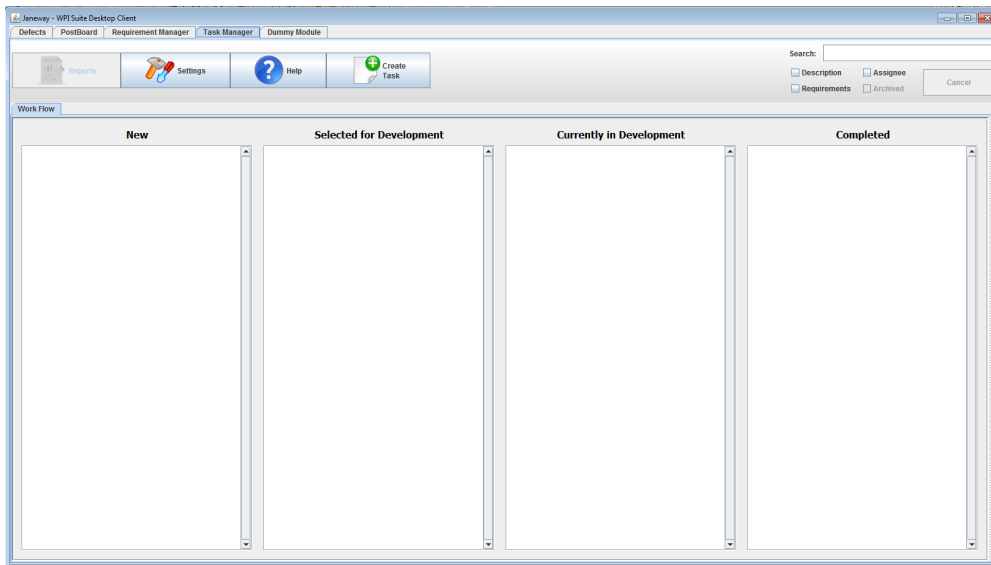 Janeway - WPI Suite Desktop Client
Defects PostBoard Requirement Manager Task Manager Dummy Module
Reports Settings ? Help Create
Task
Search:
Description Assignee
Requirements Archived
Cancel
Work Flow
New Selected for Development Currently in Development Completed